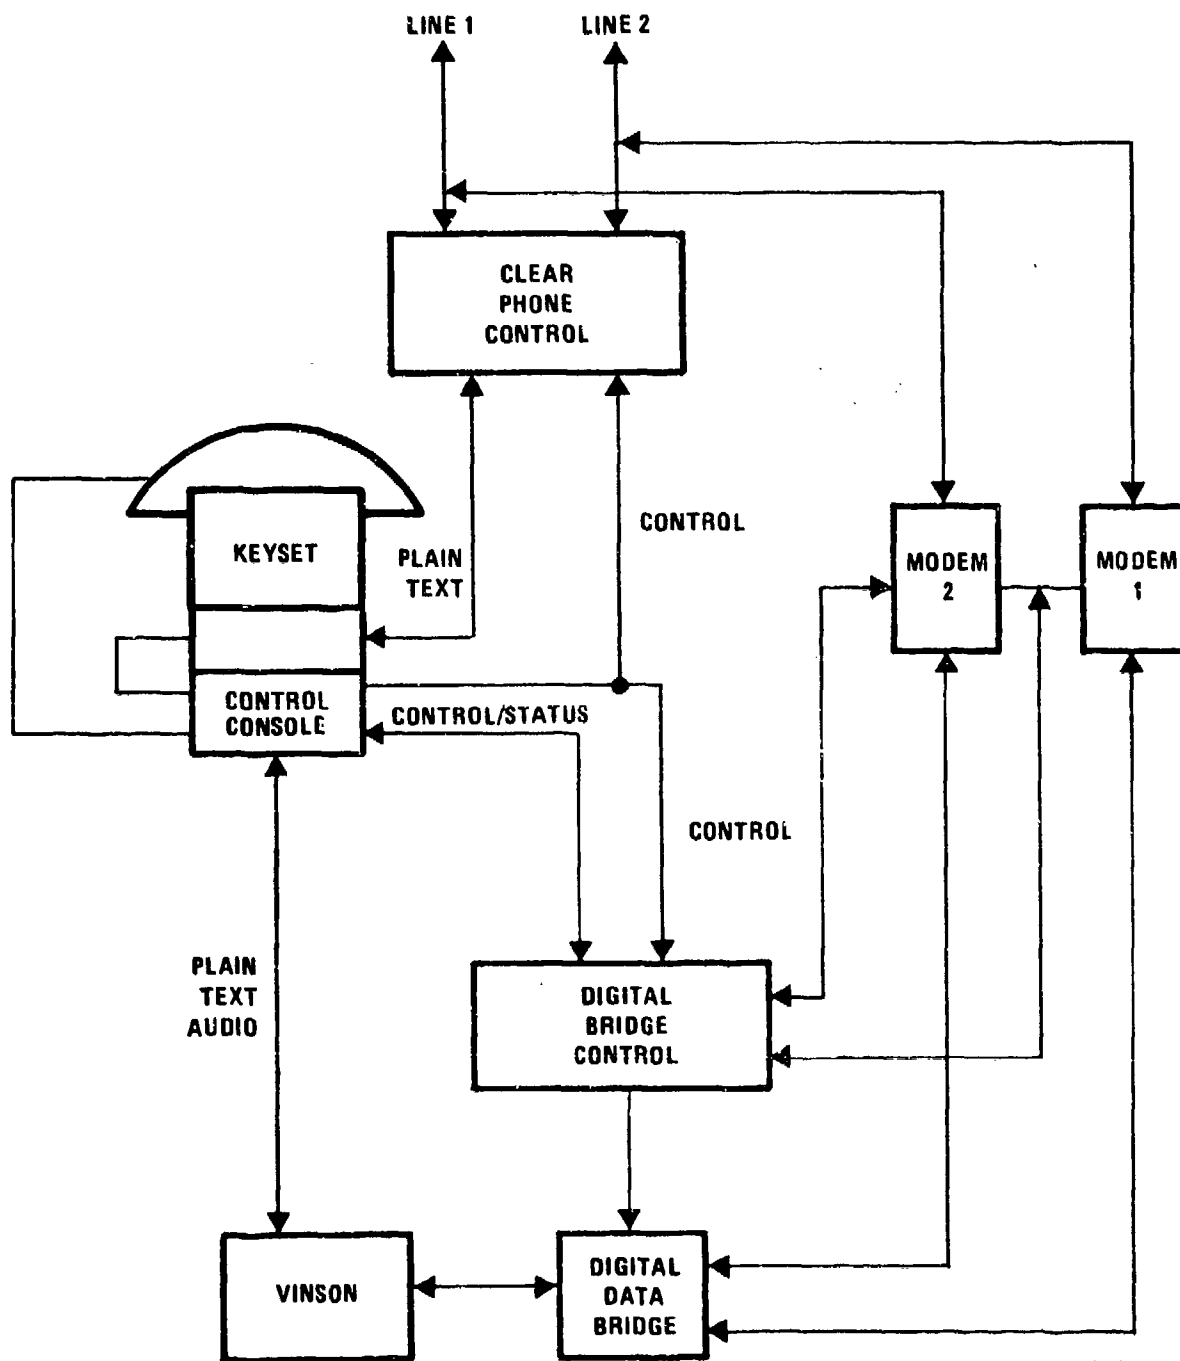 LINE 1
LINE 2
CLEAR
PHONE
CONTROL
KEYSET
PLAIN
TEXT
CONTROL
MODEM
2
MODEM
1
CONTROL
CONSOLE
CONTROL/STATUS
CONTROL
PLAIN
TEXT
AUDIO
DIGITAL
BRIDGE
CONTROL
VINSON
DIGITAL
DATA
BRIDGE